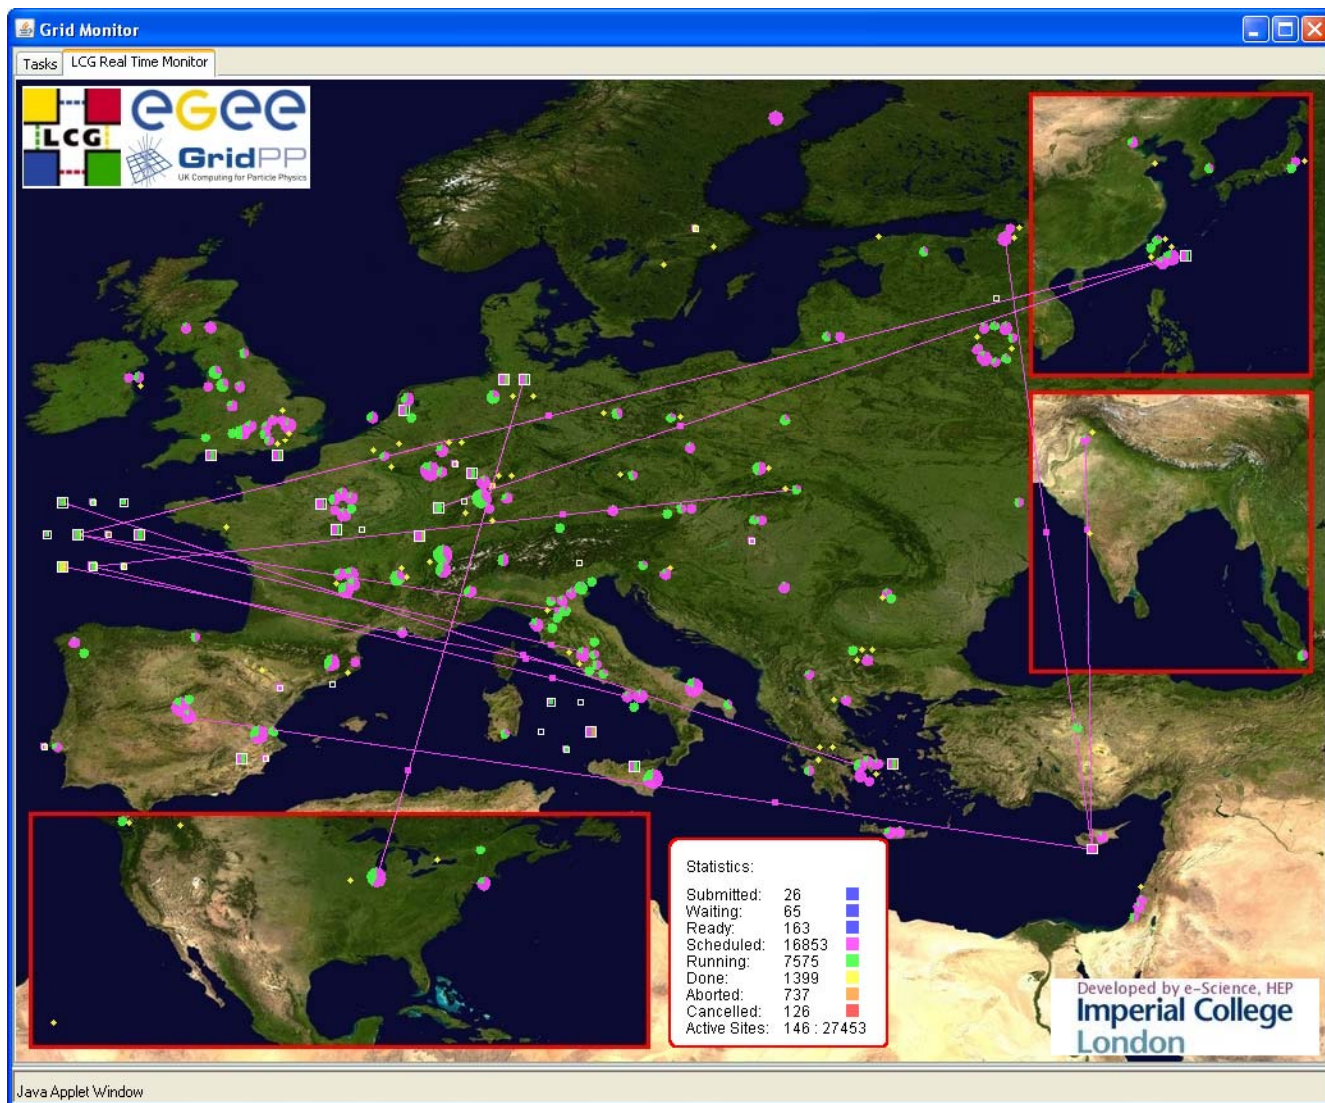 Grid Monitor
Tasks LCG Real Time Monitor
LCG
eGee
GridPP
UK Computing for Particle Physics
Statistics:
Submitted: 26
Waiting: 65
Ready: 163
Scheduled: 16853
Running: 7575
Done: 1399
Aborted: 737
Cancelled: 126
Active Sites: 146 : 27453
Developed by e-Science, HEP
Imperial College
London
Java Applet Window